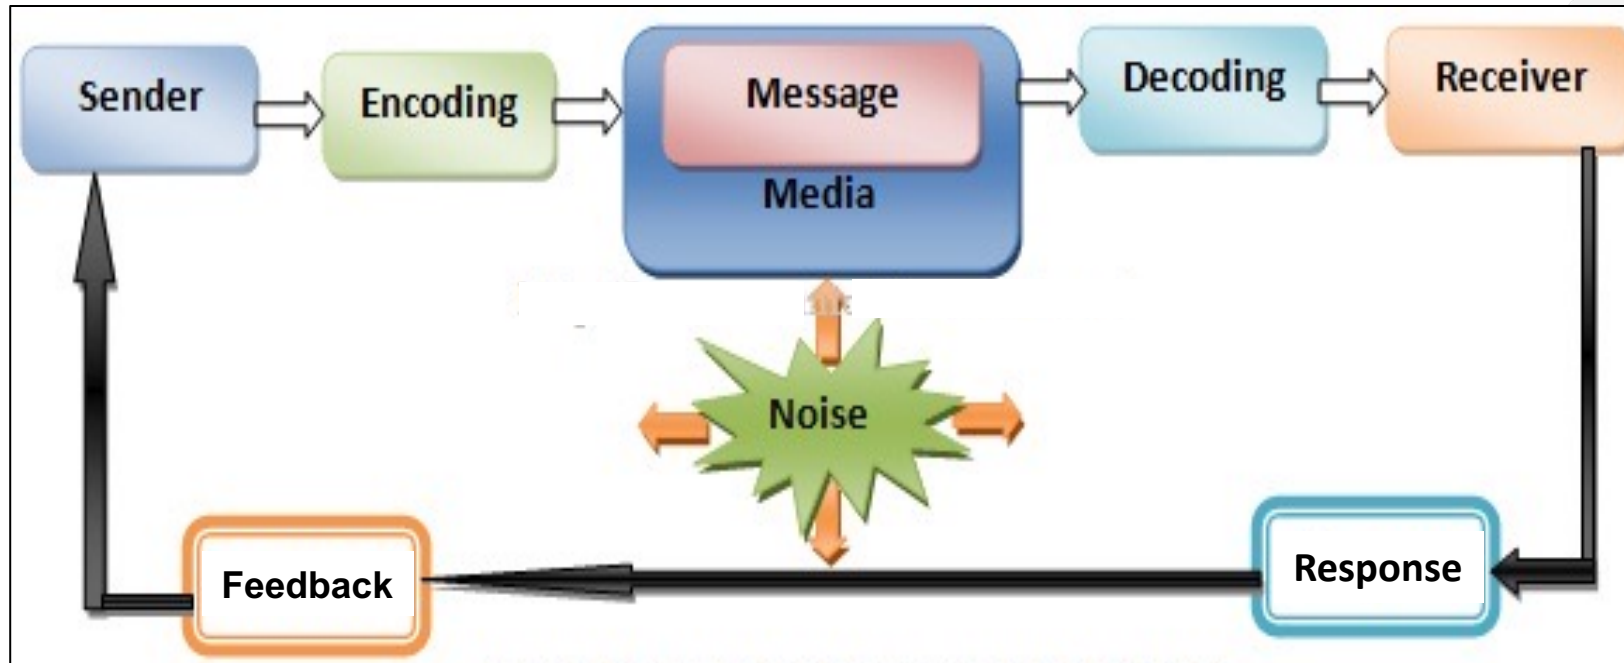 Sender
Encoding
Message
Media
Decoding
Receiver
Noise
Feedback
Response